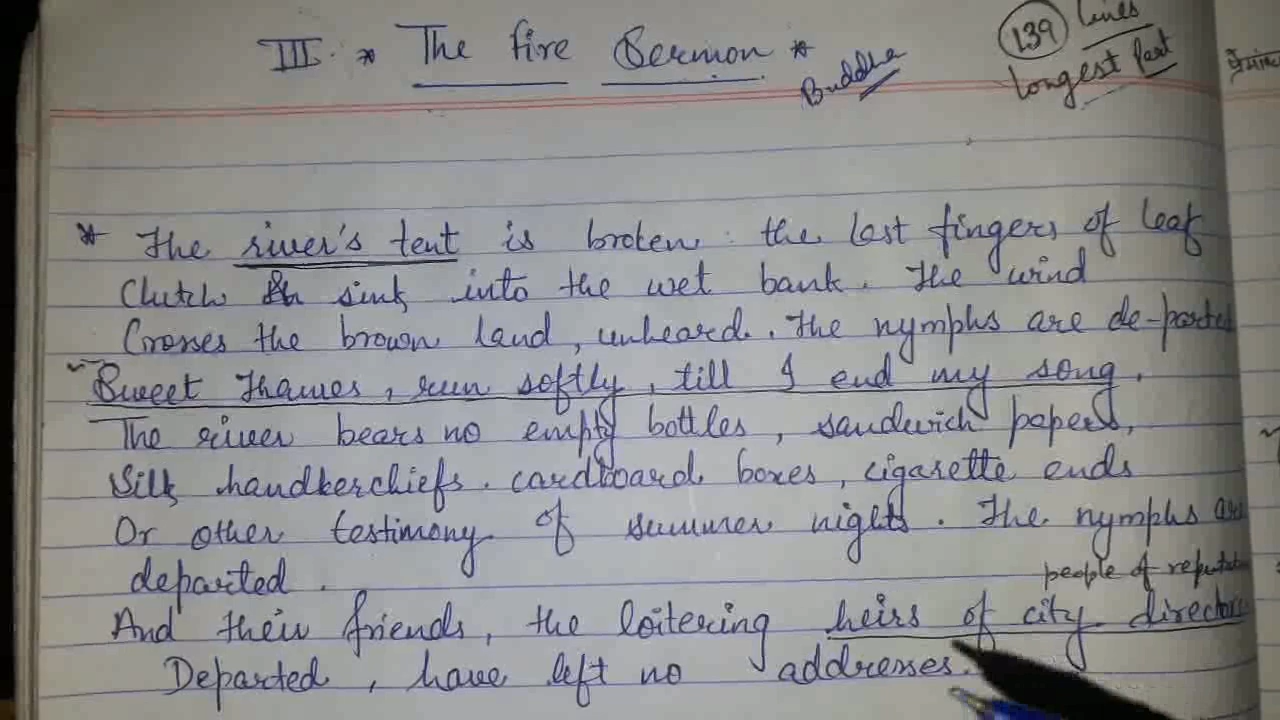 III. * The fire Sermon *
Buddha
139 lines
longest Part
* The river's tent is broken: the last fingers of leaf
Clutch & sink into the wet bank. The wind
Crosses the brown land, unheard. The nymphs are de-parted
Sweet Thames, run softly, till I end my song.
The river bears no empty bottles, sandwich papers,
Silk handkerchiefs. cardboard boxes, cigarette ends
Or other testimony of summer nights. The nymphs are
departed.
people of
And their friends, the loitering heirs of city
Departed, have left no addresses.